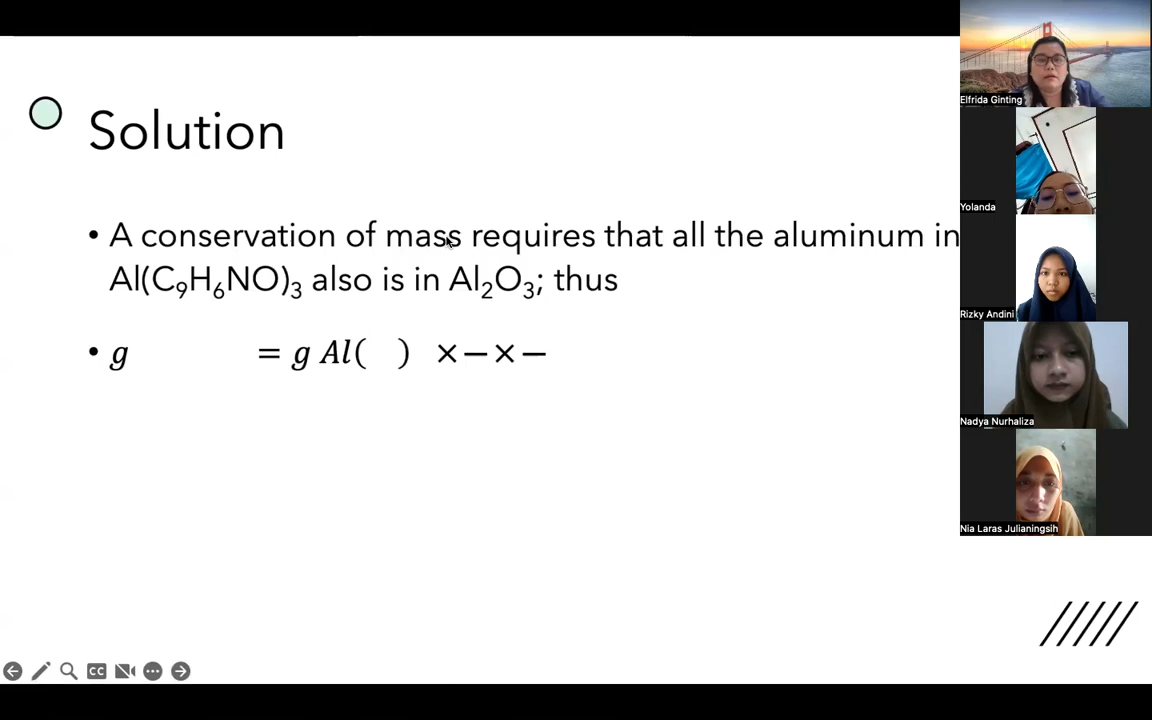 Solution
• A conservation of mass requires that all the aluminum in
Al(C₉H₆NO)₃ also is in Al₂O₃; thus
• g = g Al( ) ×—×—
Elfrida Ginting
Yolanda
Rizky Andini
Nadya Nurhaliza
Nia Laras Julianingsih
CC